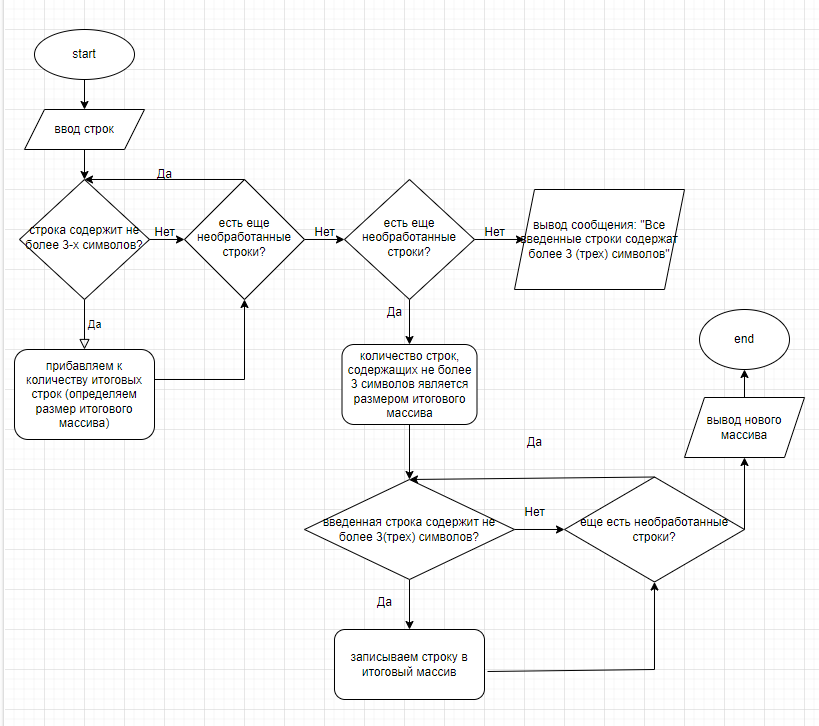 start
ввод строк
Да
строка содержит не
более 3-х символов?
Нет
есть еще
необработанные
строки?
Нет
есть еще
необработанные
строки?
Нет
вывод сообщения: "Все
введенные строки содержат
более 3 (трех) символов"
Да
прибавляем к
количеству итоговых
строк (определяем
размер итогового
массива)
Да
количество строк,
содержащих не более
3 символов является
размером итогового
массива
end
вывод нового
массива
Да
введенная строка содержит не
более 3(трех) символов?
Нет
еще есть необработанные
строки?
Да
записываем строку в
итоговый массив